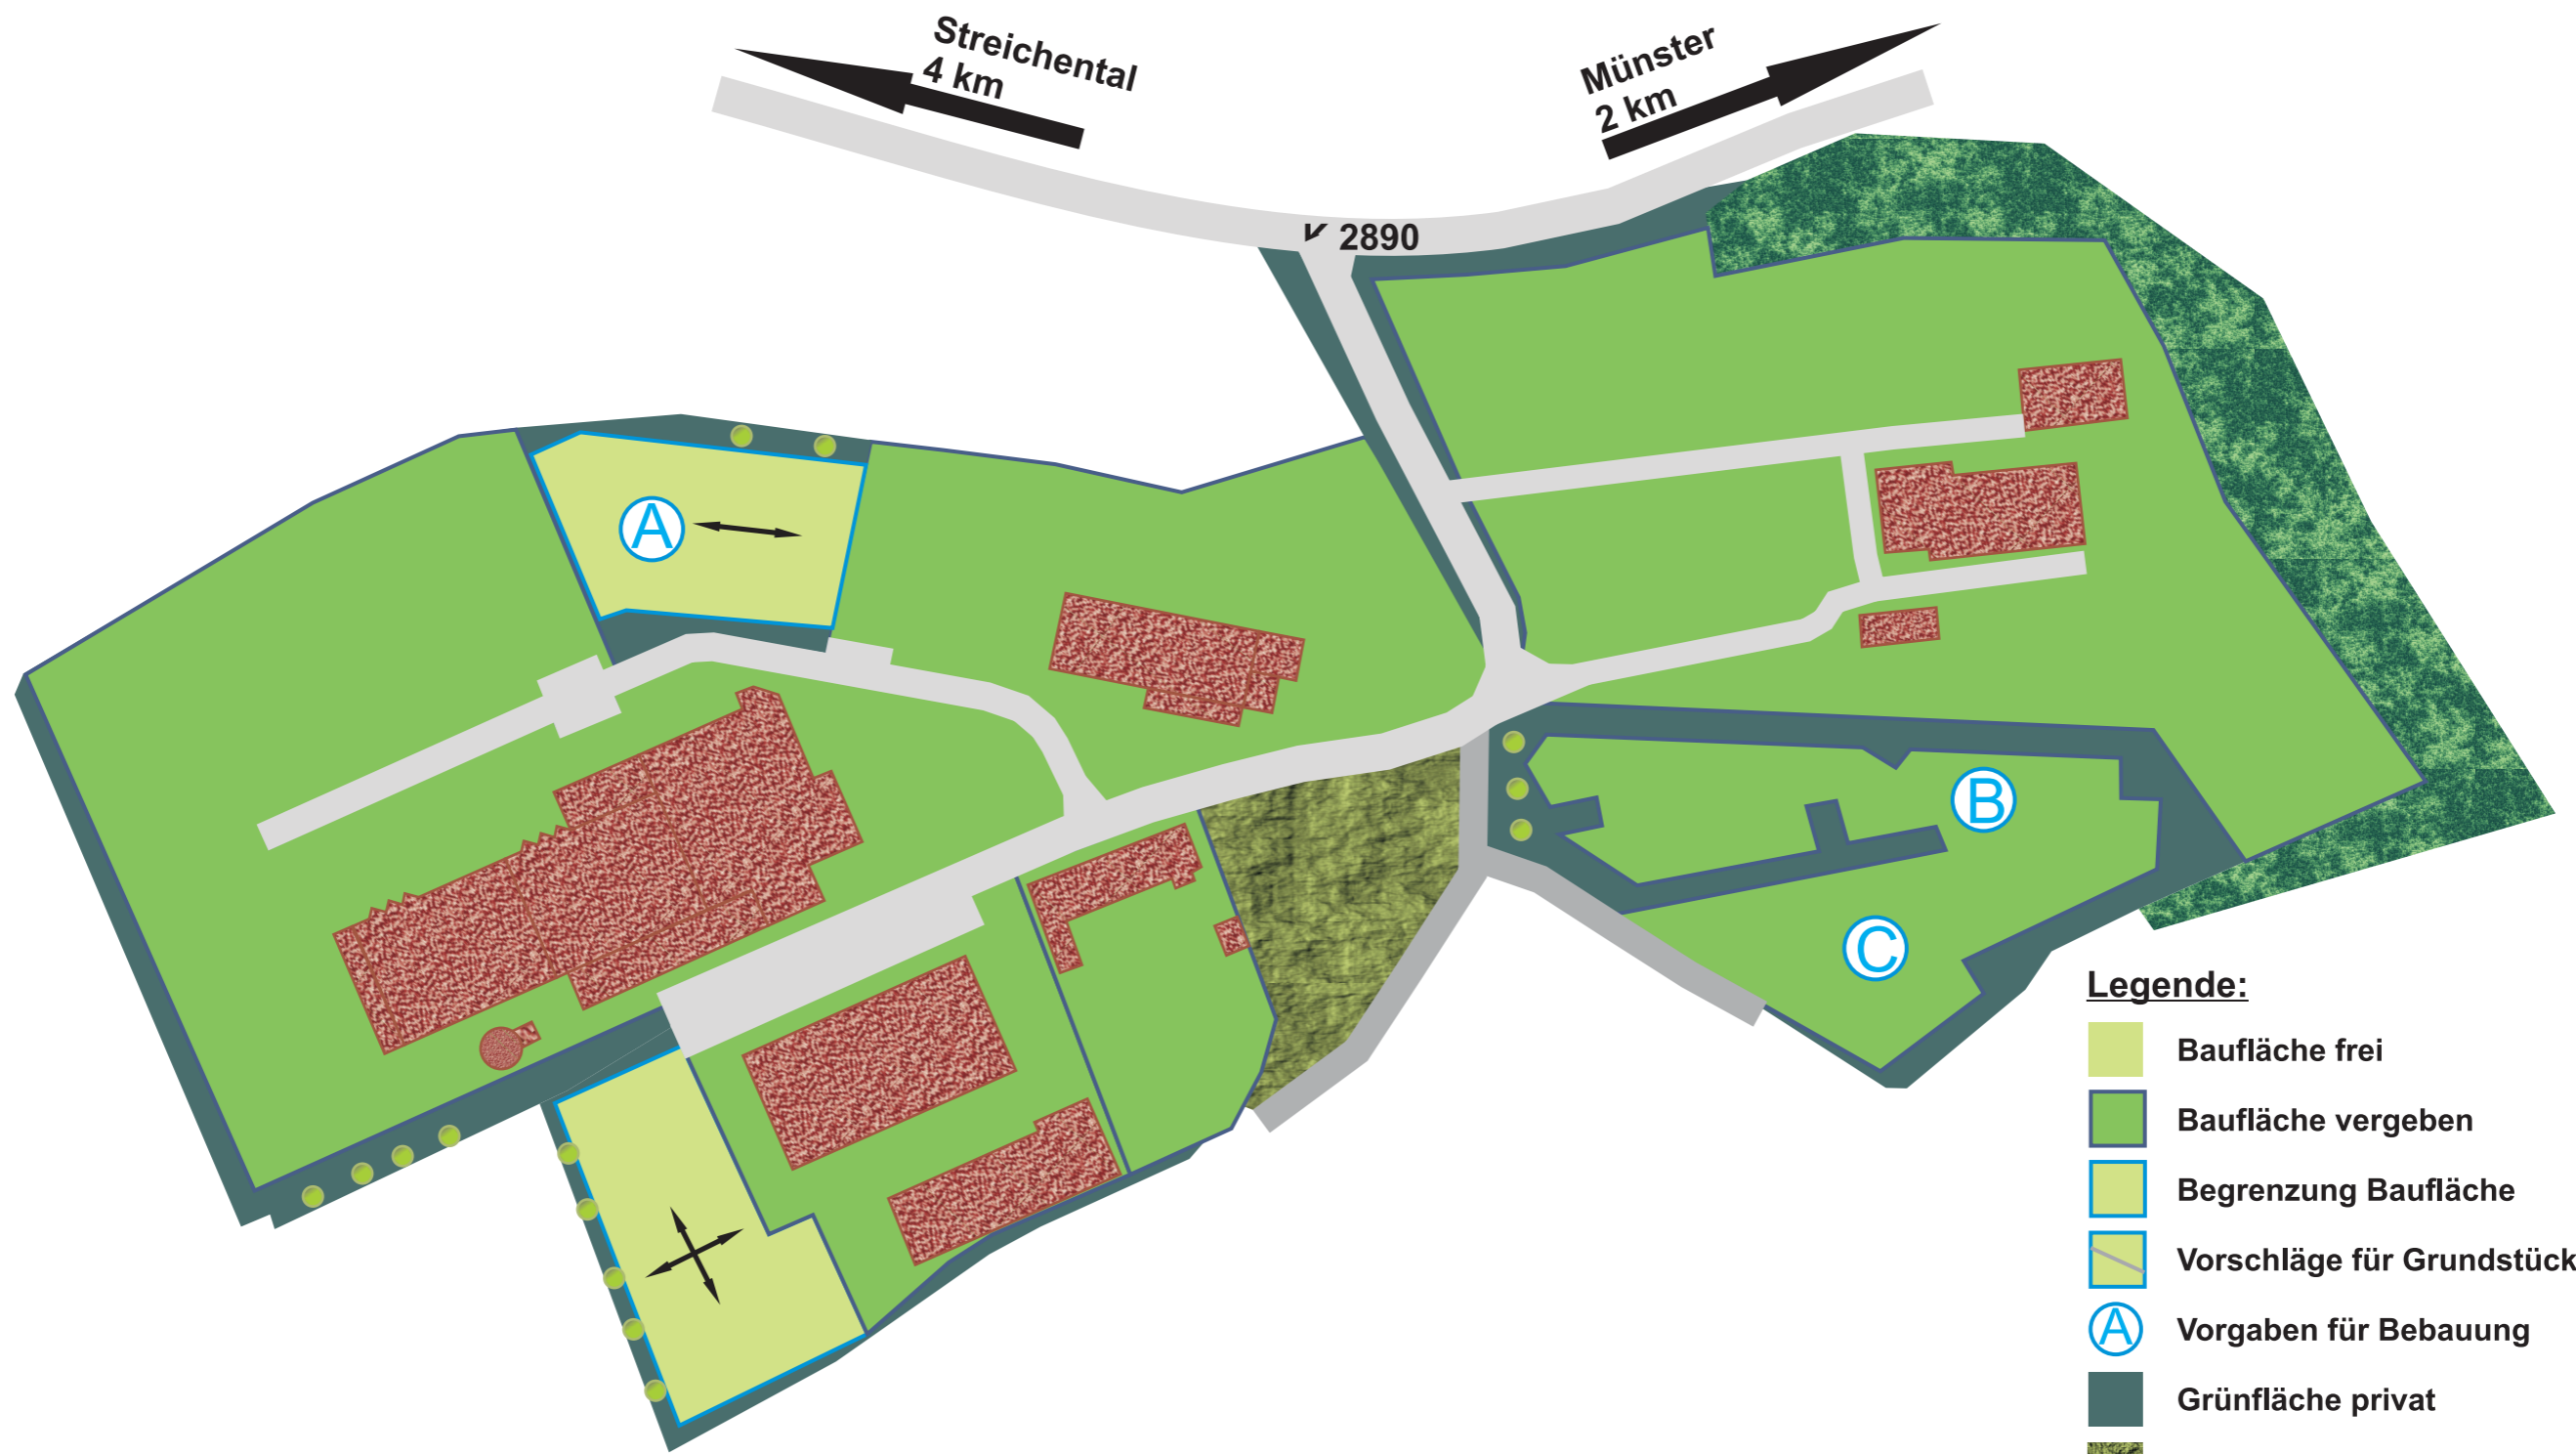 Streichental
4 km
Münster
2 km
2890
A
B
C
Legende:
Baufläche frei
Baufläche vergeben
Begrenzung Baufläche
Vorschläge für Grundstück
A Vorgaben für Bebauung
Grünfläche privat